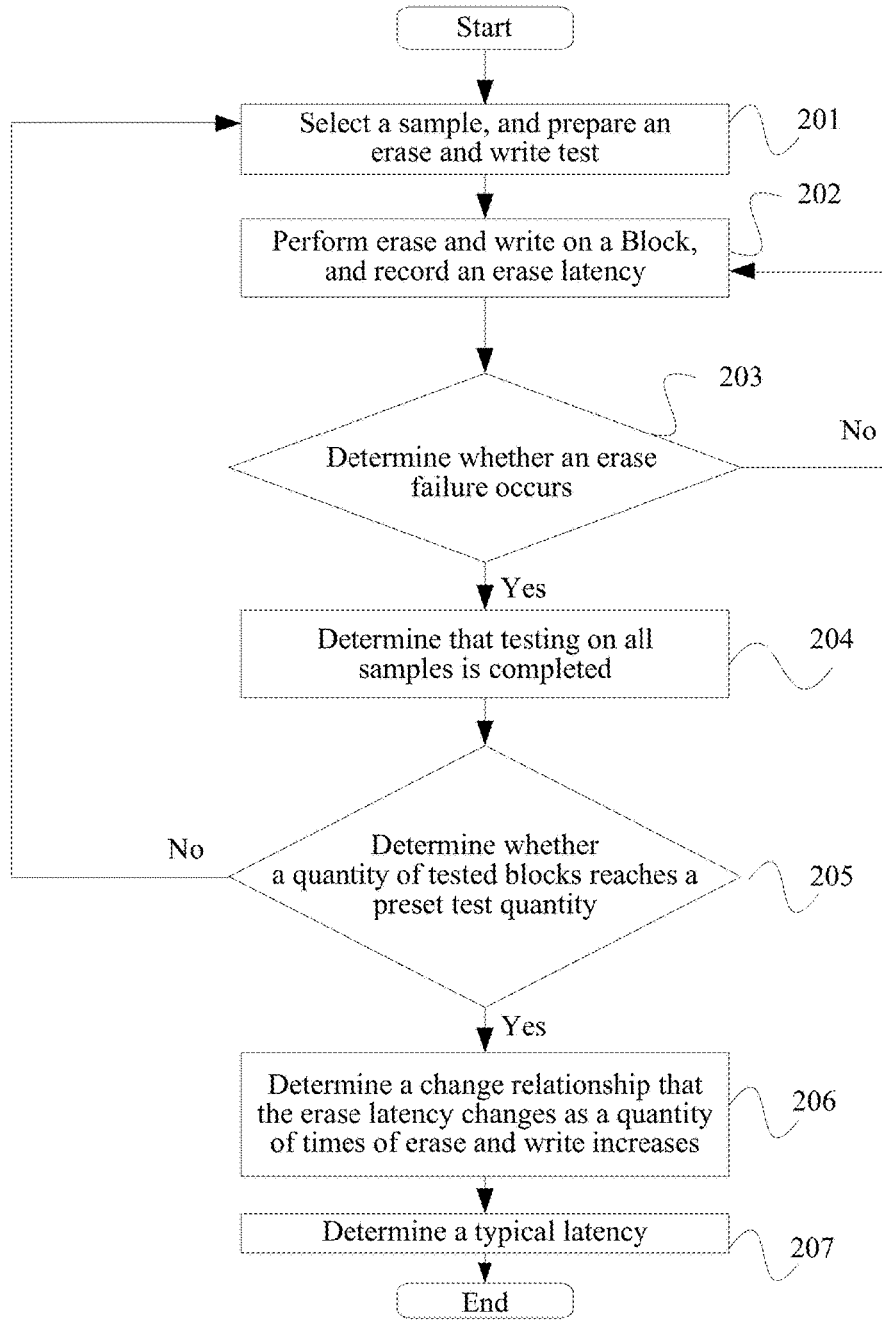 Start
Select a sample, and prepare an
erase and write test
201
Perform erase and write on a Block,
and record an erase latency
202
Determine whether an erase
failure occurs
203
No
Yes
Determine that testing on all
samples is completed
204
Determine whether
a quantity of tested blocks reaches a
preset test quantity
205
No
Yes
Determine a change relationship that
the erase latency changes as a quantity
of times of erase and write increases
206
Determine a typical latency
207
End